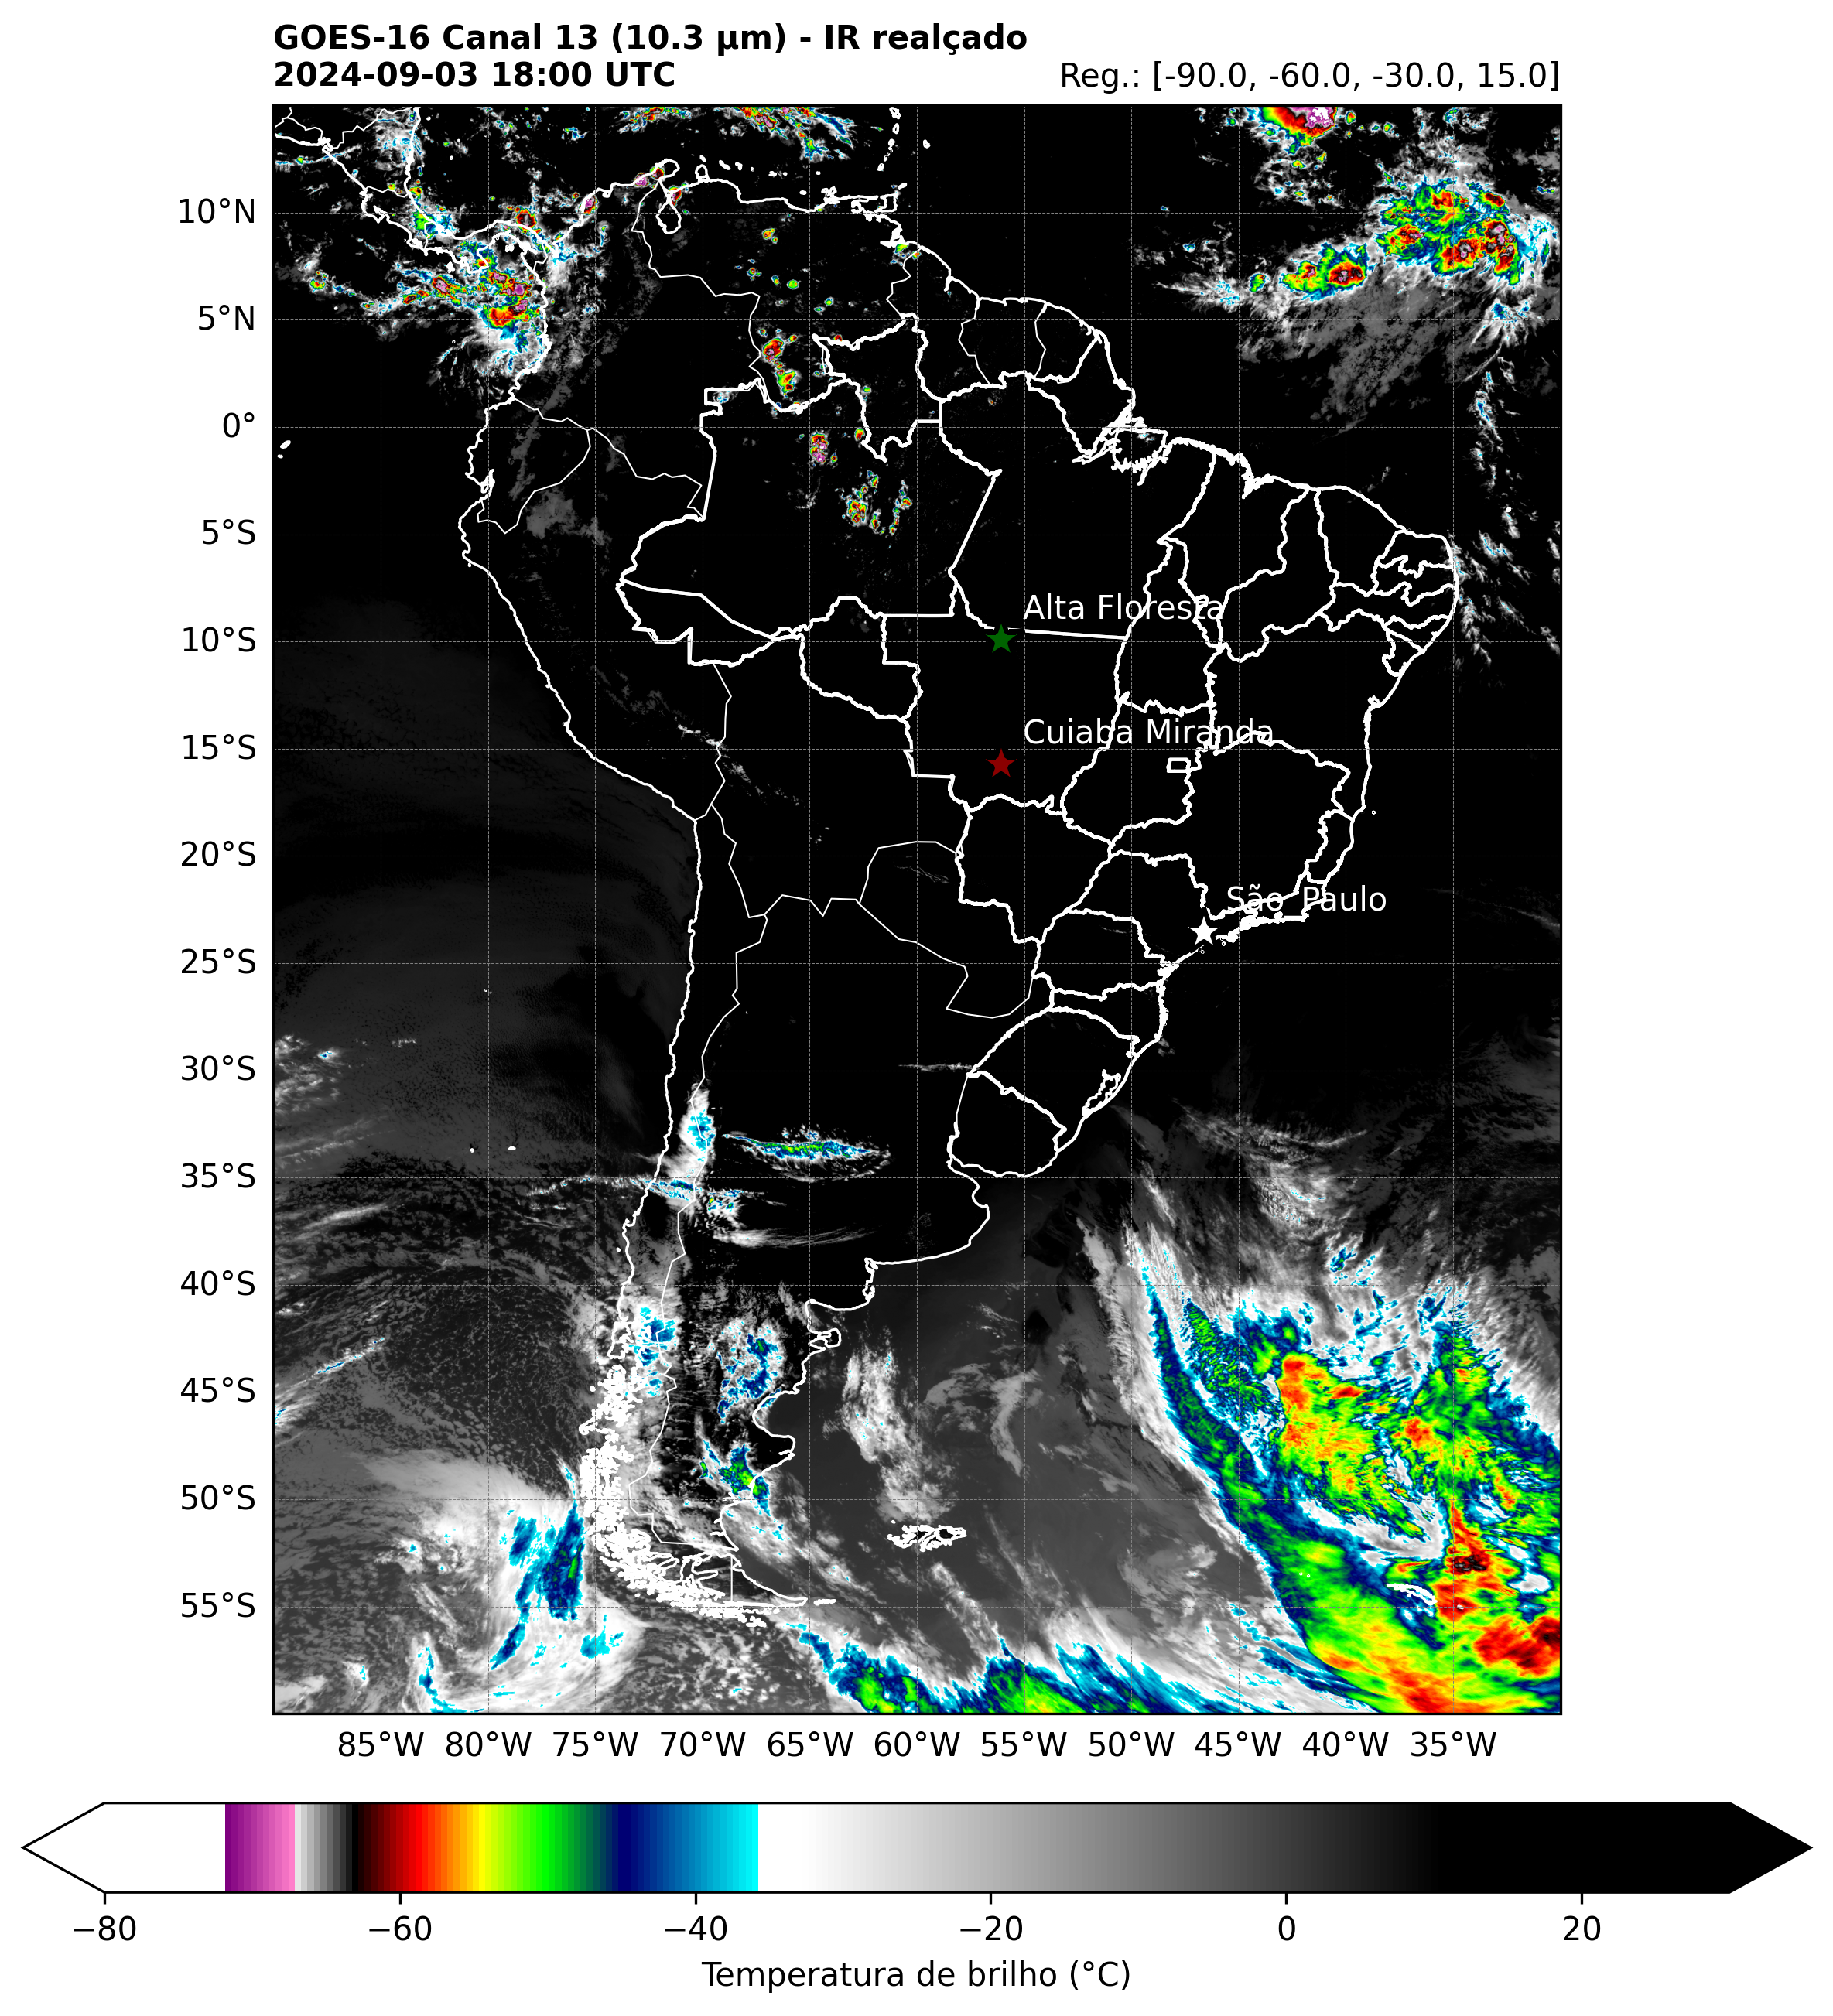 GOES-16 Canal 13 (10.3 µm) - IR realçado
2024-09-03 18:00 UTC
Reg.: [-90.0, -60.0, -30.0, 15.0]
10°N
5°N
0°
5°S
10°S
15°S
20°S
25°S
30°S
35°S
40°S
45°S
50°S
55°S
Alta Floresta
Cuiaba Miranda
São Paulo
85°W 80°W 75°W 70°W 65°W 60°W 55°W 50°W 45°W 40°W 35°W
−80 −60 −40 −20 0 20
Temperatura de brilho (°C)